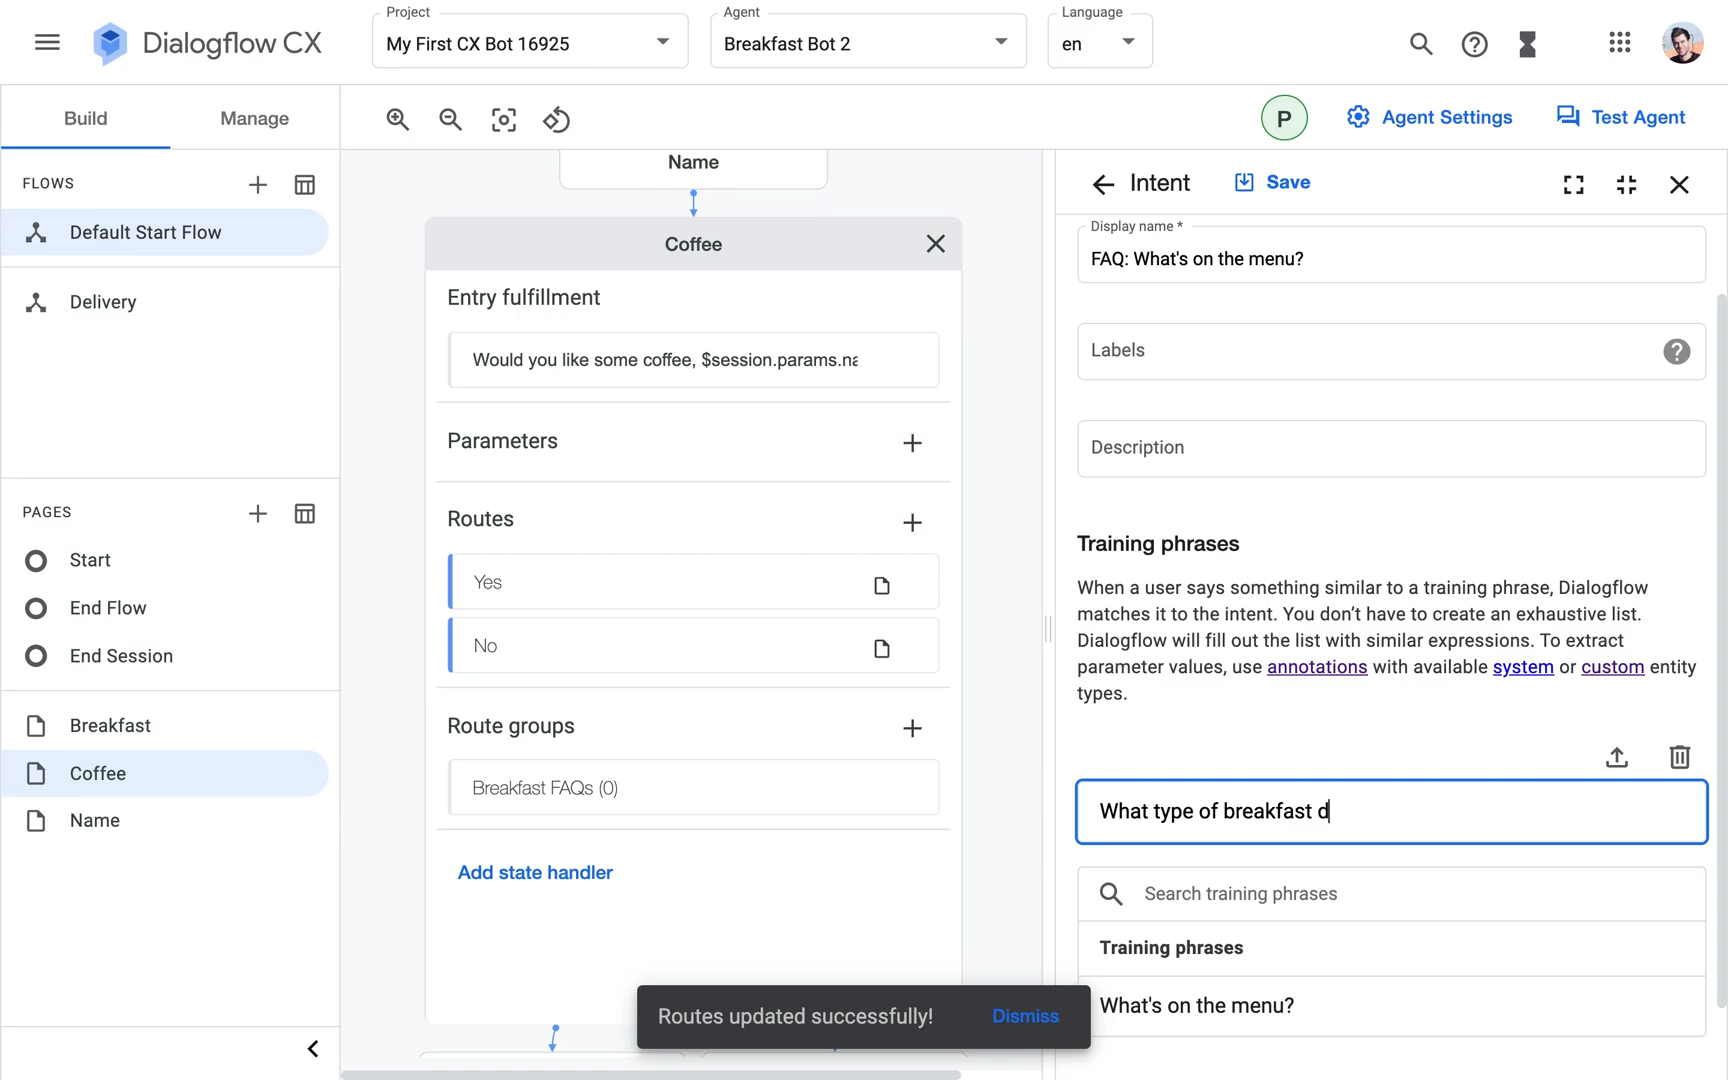 Dialogflow CX
Project
My First CX Bot 16925
Agent
Breakfast Bot 2
Language
en
Build
Manage
P
Agent Settings
Test Agent
FLOWS
Default Start Flow
Delivery
PAGES
Start
End Flow
End Session
Breakfast
Coffee
Name
Name
Coffee
Entry fulfillment
Would you like some coffee, $session.params.na
Parameters
Routes
Yes
No
Route groups
Breakfast FAQs (0)
Add state handler
Routes updated successfully!
Dismiss
Intent
Save
Display name *
FAQ: What's on the menu?
Labels
Description
Training phrases
When a user says something similar to a training phrase, Dialogflow
matches it to the intent. You don’t have to create an exhaustive list.
Dialogflow will fill out the list with similar expressions. To extract
parameter values, use annotations with available system or custom entity
types.
What type of breakfast d
Search training phrases
Training phrases
What's on the menu?